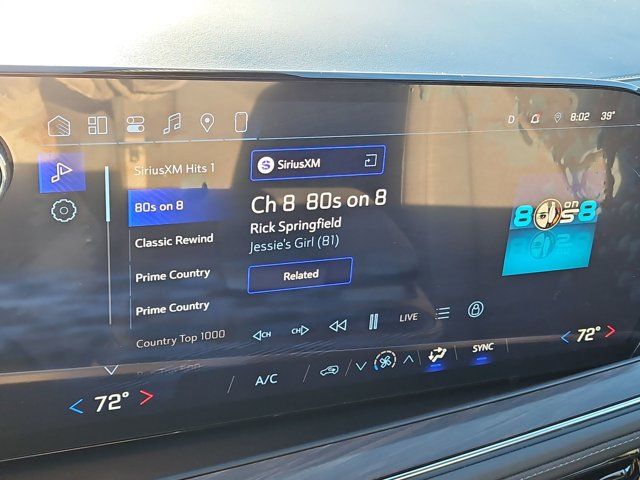 D 8:02 39°
SiriusXM Hits 1
80s on 8
Classic Rewind
Prime Country
Prime Country
Country Top 1000
SiriusXM
Ch 8 80s on 8
Rick Springfield
Jessie's Girl (81)
Related
8 on 8
CH CH LIVE
72° A/C SYNC 72°